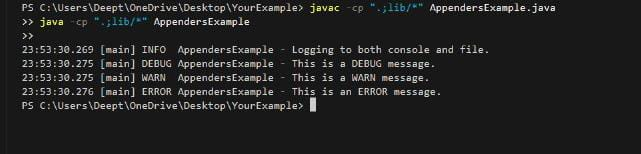 PS C:\Users\Deept\OneDrive\Desktop\YourExample> javac -cp ".;lib/*" AppendersExample.java
>> java -cp ".;lib/*" AppendersExample
>>
23:53:30.269 [main] INFO  AppendersExample - Logging to both console and file.
23:53:30.275 [main] DEBUG AppendersExample - This is a DEBUG message.
23:53:30.275 [main] WARN  AppendersExample - This is a WARN message.
23:53:30.276 [main] ERROR AppendersExample - This is an ERROR message.
PS C:\Users\Deept\OneDrive\Desktop\YourExample>